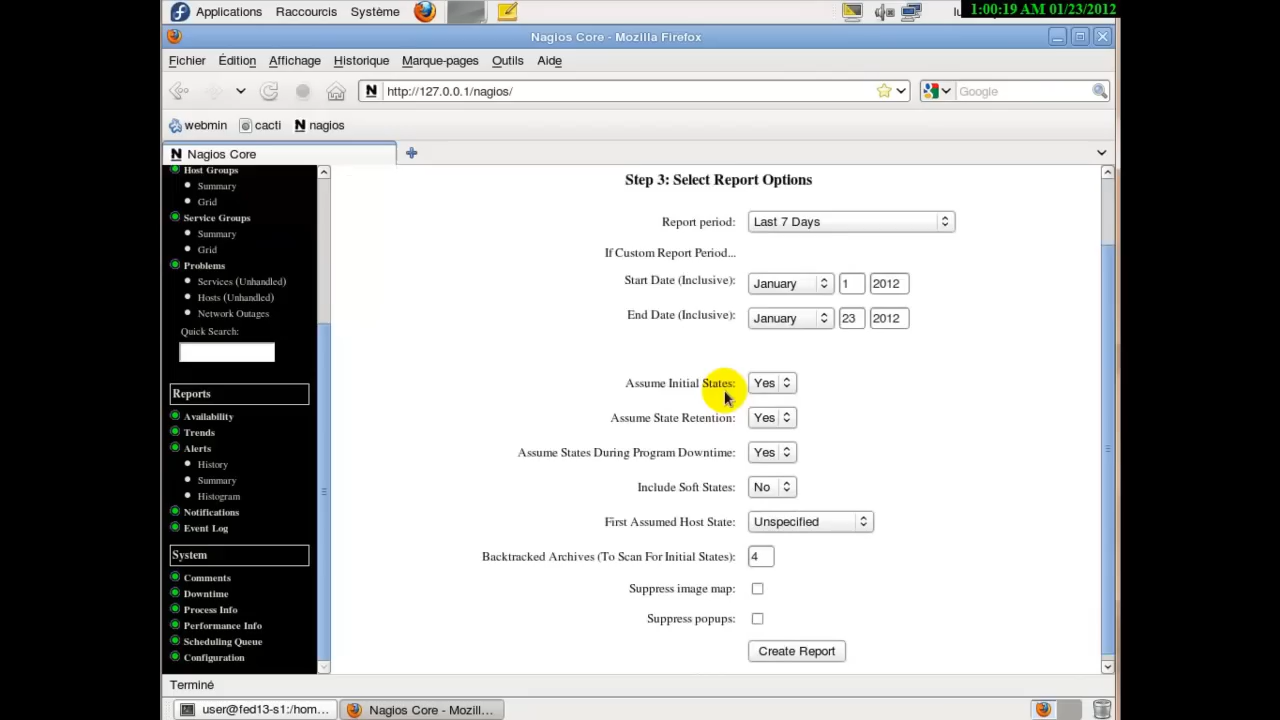 Applications Raccourcis Système
1:00:19 AM 01/23/2012
Nagios Core - Mozilla Firefox
Fichier Édition Affichage Historique Marque-pages Outils Aide
http://127.0.0.1/nagios/
Google
webmin cacti nagios
Nagios Core
Host Groups
Summary
Grid
Service Groups
Summary
Grid
Problems
Services (Unhandled)
Hosts (Unhandled)
Network Outages
Quick Search:
Reports
Availability
Trends
Alerts
History
Summary
Histogram
Notifications
Event Log
System
Comments
Downtime
Process Info
Performance Info
Scheduling Queue
Configuration
Step 3: Select Report Options
Report period: Last 7 Days
If Custom Report Period...
Start Date (Inclusive): January 1 2012
End Date (Inclusive): January 23 2012
Assume Initial States: Yes
Assume State Retention: Yes
Assume States During Program Downtime: Yes
Include Soft States: No
First Assumed Host State: Unspecified
Backtracked Archives (To Scan For Initial States): 4
Suppress image map:
Suppress popups:
Create Report
Terminé
user@fed13-s1:/hom... Nagios Core - Mozill...